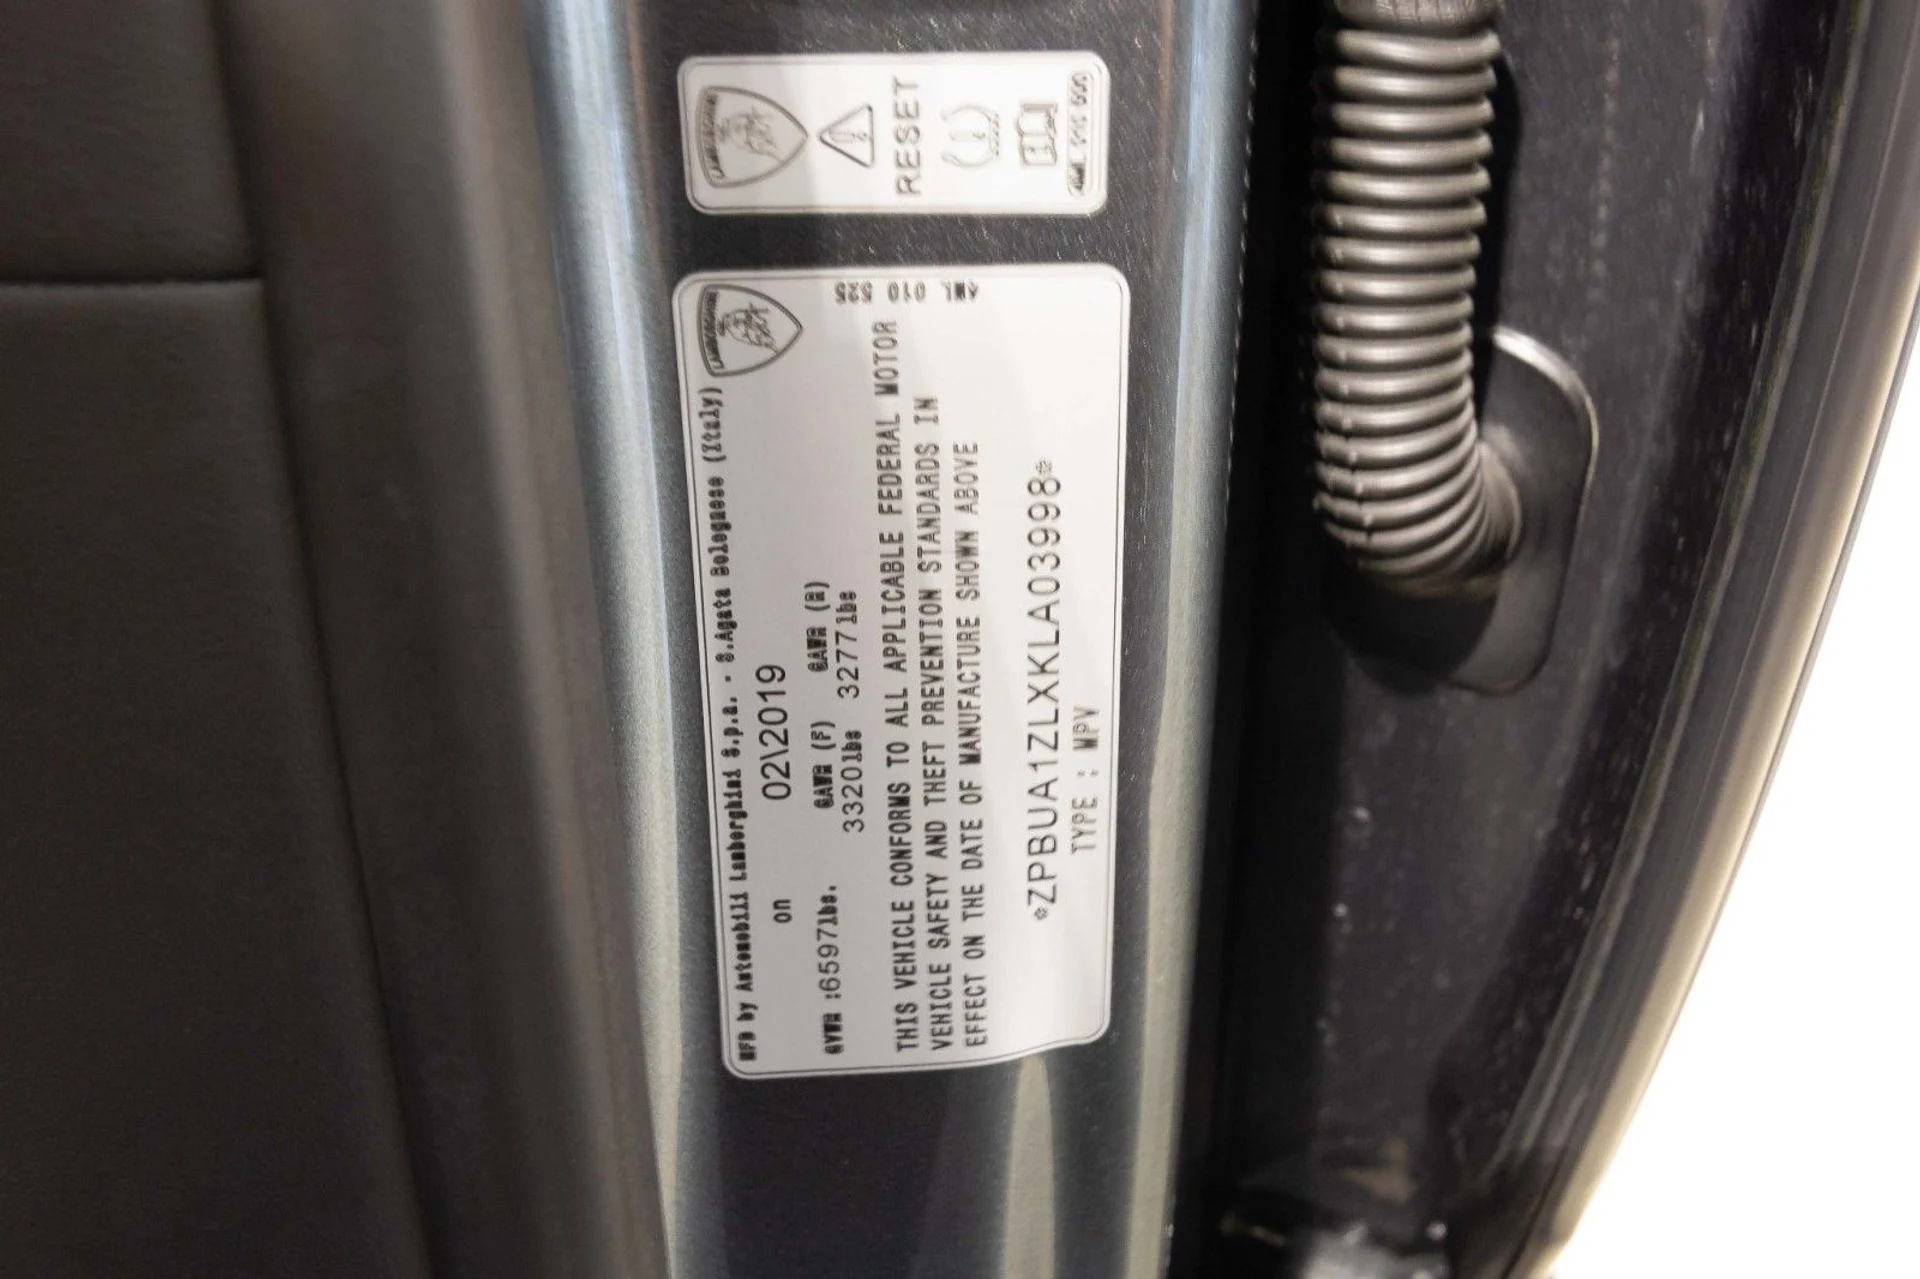 LAMBORGHINI
RESET
LAMBORGHINI
4ML 010 525
MFD by Automobili Lamborghini S.p.a. - S.Agata Bolognese (Italy)
on 02\2019
GVWR :6597lbs. GAWR (F) GAWR (R)
3320lbs 3277lbs
THIS VEHICLE CONFORMS TO ALL APPLICABLE FEDERAL MOTOR
VEHICLE SAFETY AND THEFT PREVENTION STANDARDS IN
EFFECT ON THE DATE OF MANUFACTURE SHOWN ABOVE
*ZPBUA1ZLXKLA03998*
TYPE : MPV